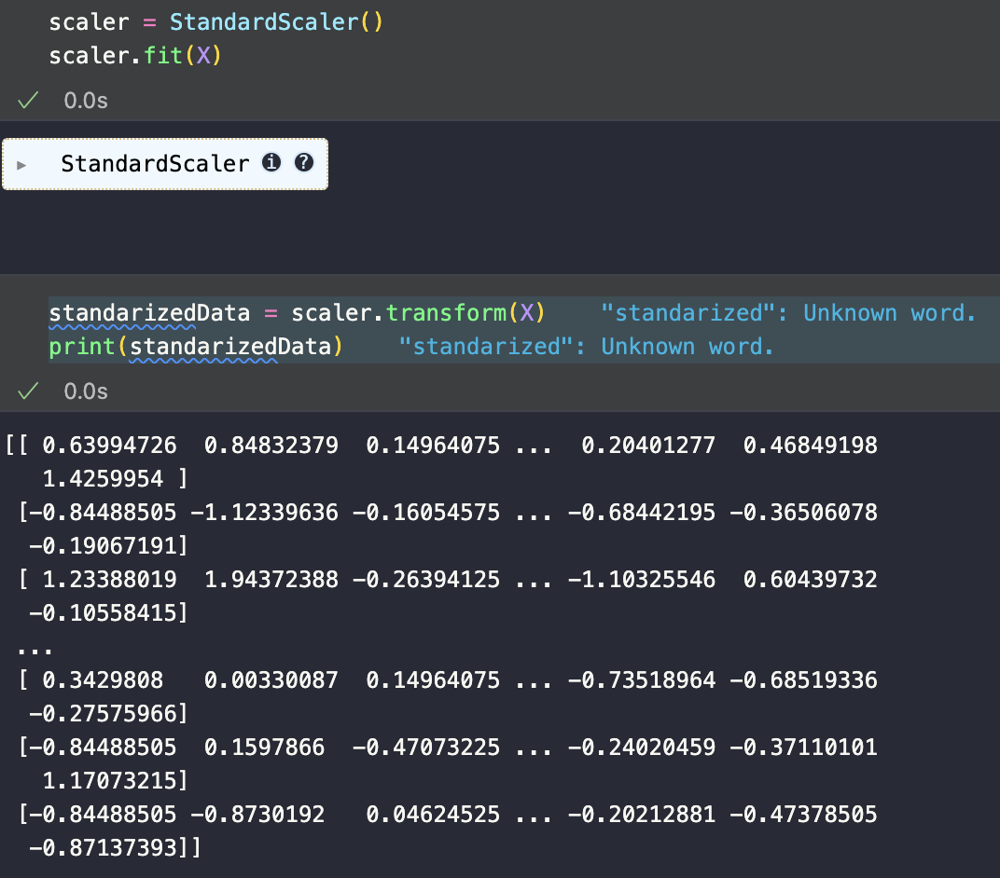 scaler = StandardScaler()
scaler.fit(X)
0.0s
StandardScaler i ?
standarizedData = scaler.transform(X) "standarized": Unknown word.
print(standarizedData) "standarized": Unknown word.
0.0s
[[ 0.63994726  0.84832379  0.14964075 ...  0.20401277  0.46849198
   1.4259954 ]
 [-0.84488505 -1.12339636 -0.16054575 ... -0.68442195 -0.36506078
  -0.19067191]
 [ 1.23388019  1.94372388 -0.26394125 ... -1.10325546  0.60439732
  -0.10558415]
 ...
 [ 0.3429808   0.00330087  0.14964075 ... -0.73518964 -0.68519336
  -0.27575966]
 [-0.84488505  0.1597866  -0.47073225 ... -0.24020459 -0.37110101
   1.17073215]
 [-0.84488505 -0.8730192   0.04624525 ... -0.20212881 -0.47378505
  -0.87137393]]